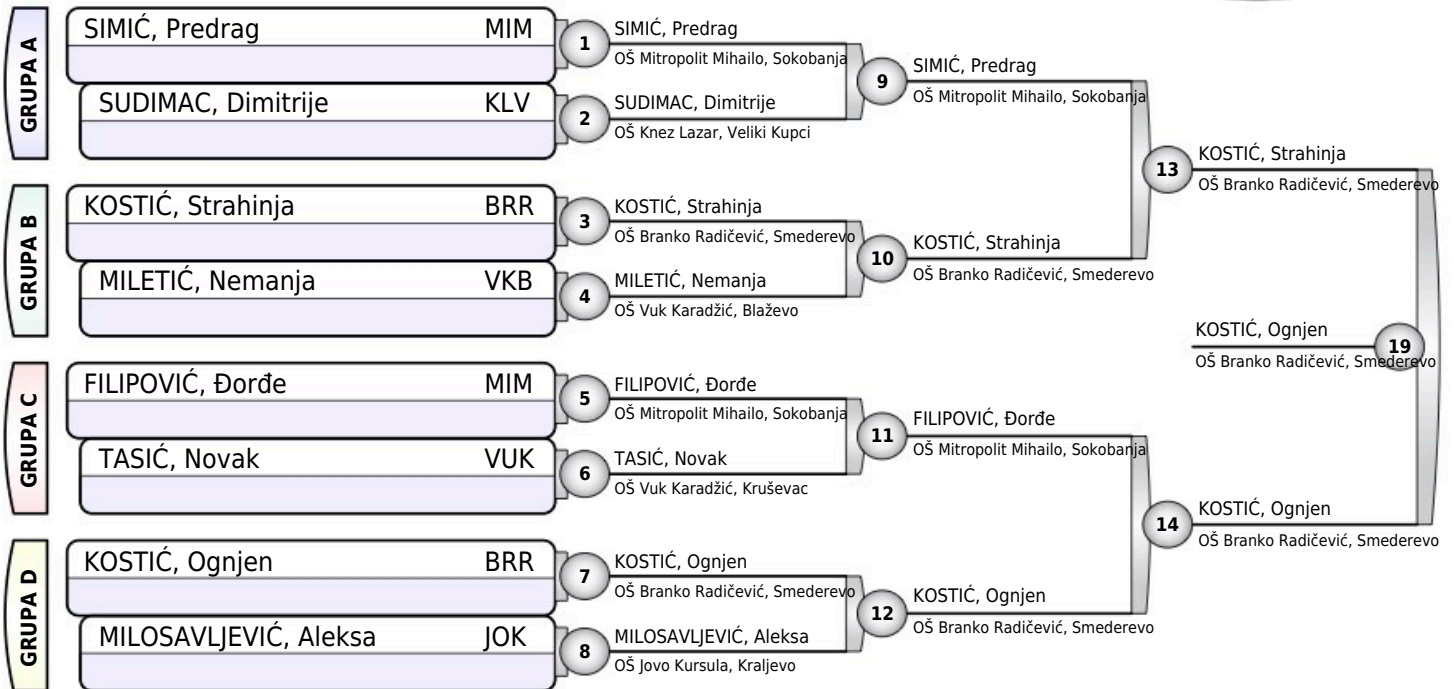 GRUPA A
SIMIĆ, Predrag MIM
SUDIMAC, Dimitrije KLV
GRUPA B
KOSTIĆ, Strahinja BRR
MILETIĆ, Nemanja VKB
GRUPA C
FILIPOVIĆ, Đorđe MIM
TASIĆ, Novak VUK
GRUPA D
KOSTIĆ, Ognjen BRR
MILOSAVLJEVIĆ, Aleksa JOK
1
SIMIĆ, Predrag
OŠ Mitropolit Mihailo, Sokobanja
2
SUDIMAC, Dimitrije
OŠ Knez Lazar, Veliki Kupci
3
KOSTIĆ, Strahinja
OŠ Branko Radičević, Smederevo
4
MILETIĆ, Nemanja
OŠ Vuk Karadžić, Blaževo
5
FILIPOVIĆ, Đorđe
OŠ Mitropolit Mihailo, Sokobanja
6
TASIĆ, Novak
OŠ Vuk Karadžić, Kruševac
7
KOSTIĆ, Ognjen
OŠ Branko Radičević, Smederevo
8
MILOSAVLJEVIĆ, Aleksa
OŠ Jovo Kursula, Kraljevo
9
SIMIĆ, Predrag
OŠ Mitropolit Mihailo, Sokobanja
10
KOSTIĆ, Strahinja
OŠ Branko Radičević, Smederevo
11
FILIPOVIĆ, Đorđe
OŠ Mitropolit Mihailo, Sokobanja
12
KOSTIĆ, Ognjen
OŠ Branko Radičević, Smederevo
13
KOSTIĆ, Strahinja
OŠ Branko Radičević, Smederevo
14
KOSTIĆ, Ognjen
OŠ Branko Radičević, Smederevo
KOSTIĆ, Ognjen
19
OŠ Branko Radičević, Smederevo